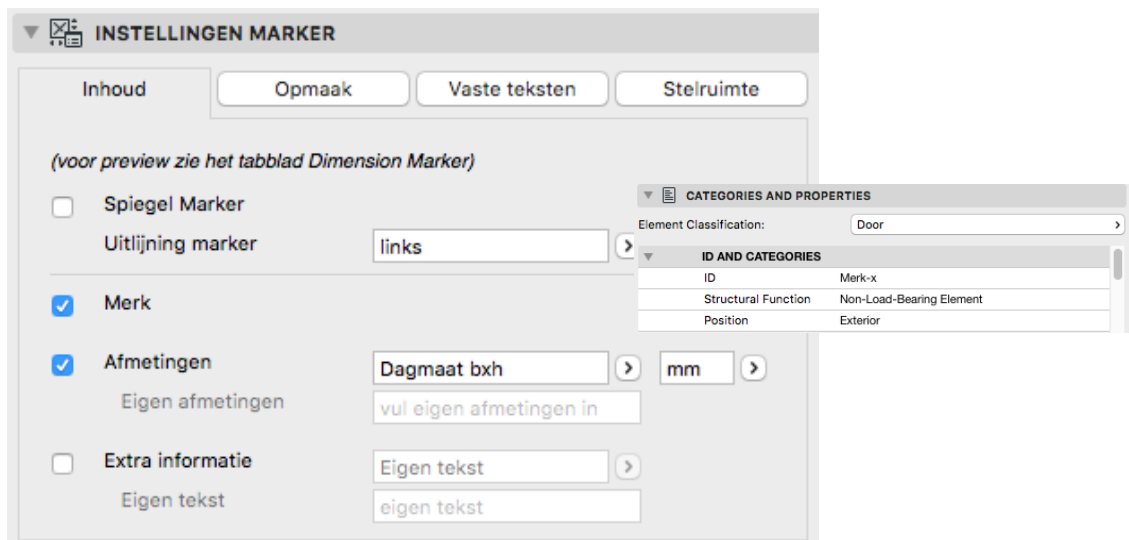 INSTELLINGEN MARKER
Inhoud Opmaak Vaste teksten Stelruimte
(voor preview zie het tabblad Dimension Marker)
Spiegel Marker
Uitlijning marker links
Merk
Afmetingen Dagmaat bxh mm
Eigen afmetingen vul eigen afmetingen in
Extra informatie Eigen tekst
Eigen tekst eigen tekst
CATEGORIES AND PROPERTIES
Element Classification: Door
ID AND CATEGORIES
ID Merk-x
Structural Function Non-Load-Bearing Element
Position Exterior